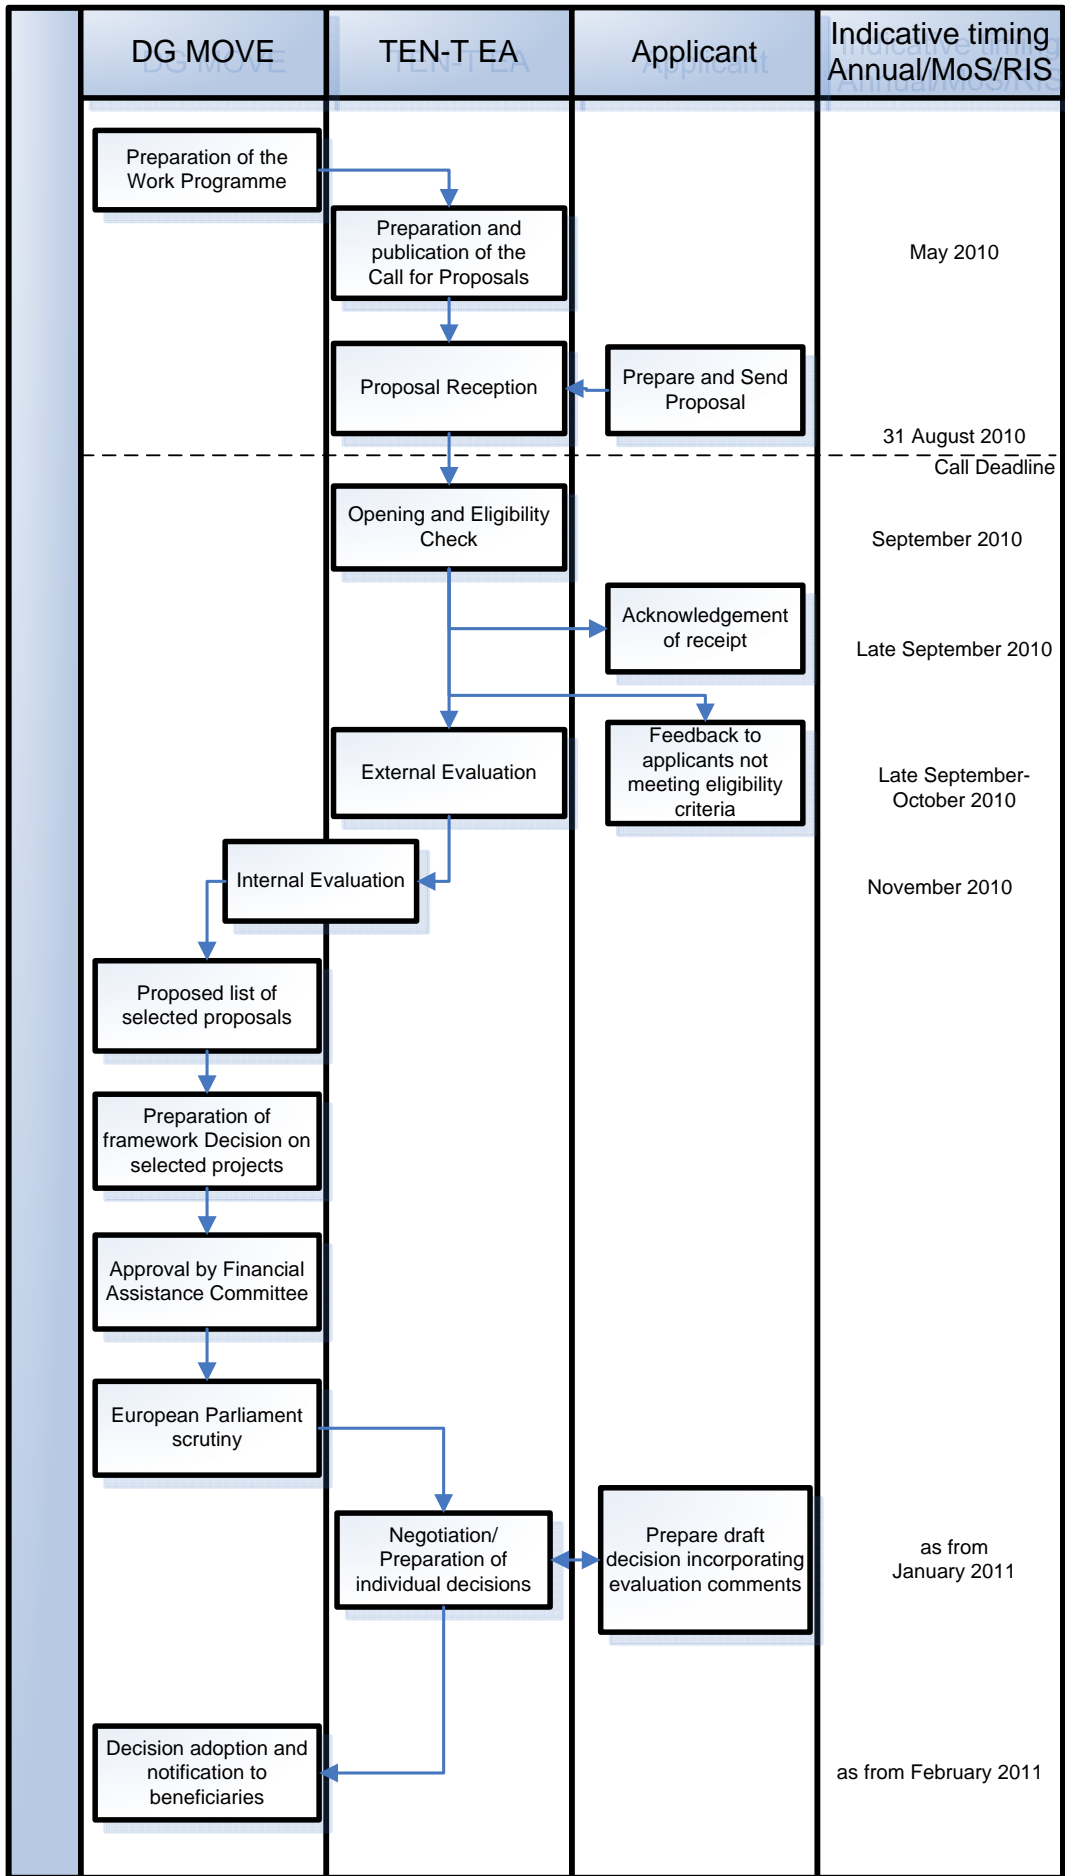 DG MOVE
TEN-T EA
Applicant
Indicative timing
Annual/MoS/RIS
Preparation of the
Work Programme
Preparation and
publication of the
Call for Proposals
May 2010
Proposal Reception
Prepare and Send
Proposal
31 August 2010
Call Deadline
Opening and Eligibility
Check
September 2010
Acknowledgement
of receipt
Late September 2010
External Evaluation
Feedback to
applicants not
meeting eligibility
criteria
Late September-
October 2010
Internal Evaluation
November 2010
Proposed list of
selected proposals
Preparation of
framework Decision on
selected projects
Approval by Financial
Assistance Committee
European Parliament
scrutiny
Negotiation/
Preparation of
individual decisions
Prepare draft
decision incorporating
evaluation comments
as from
January 2011
Decision adoption and
notification to
beneficiaries
as from February 2011